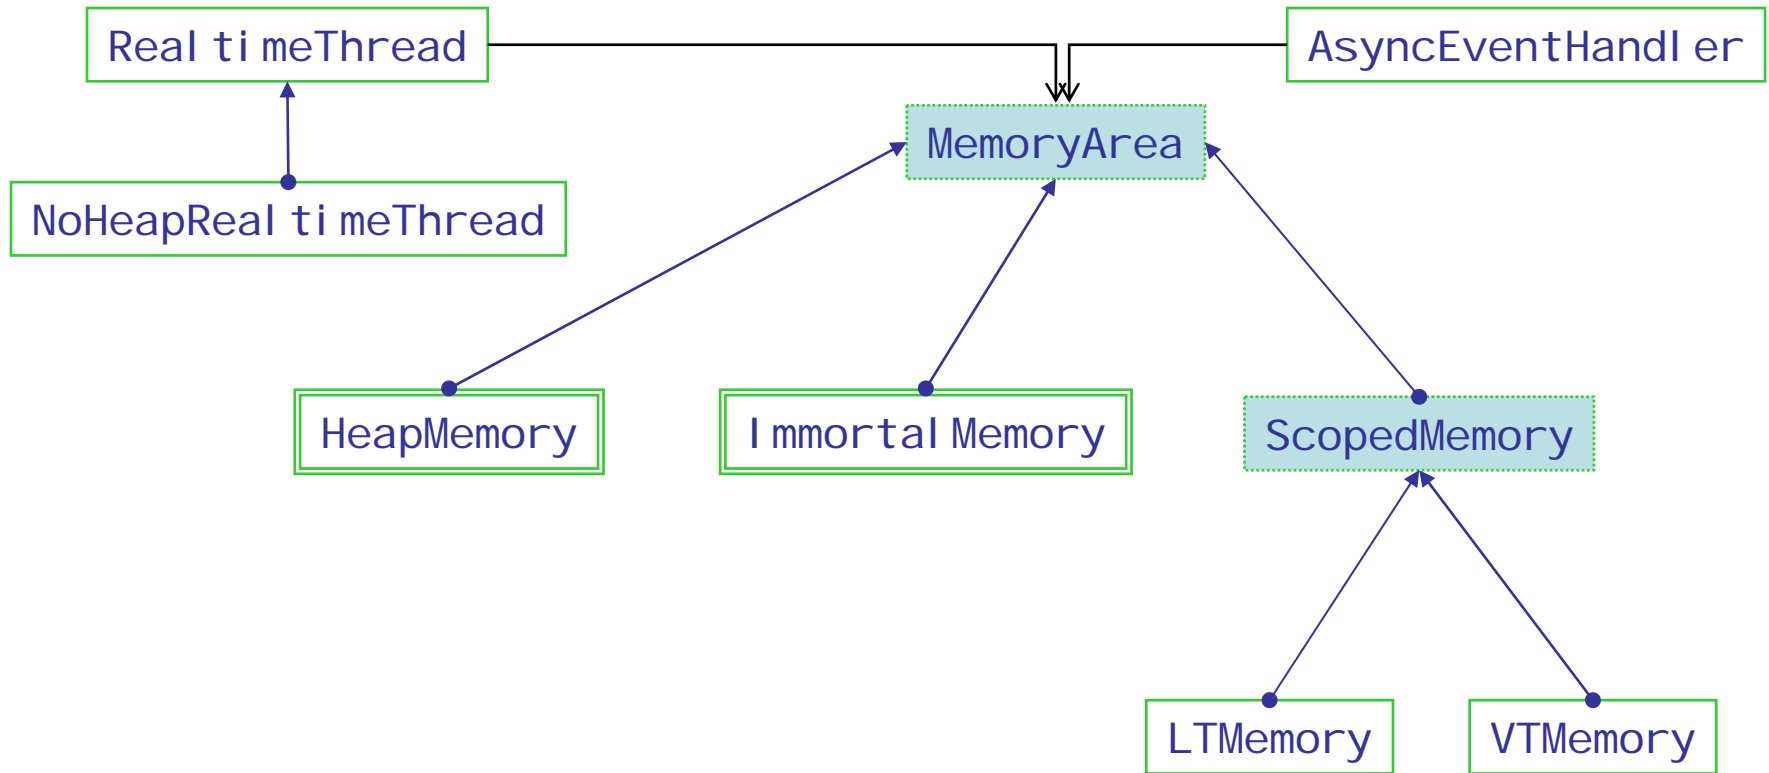 RealtimeThread
AsyncEventHandler
MemoryArea
NoHeapRealtimeThread
HeapMemory
ImmortalMemory
ScopedMemory
LTMemory
VTMemory